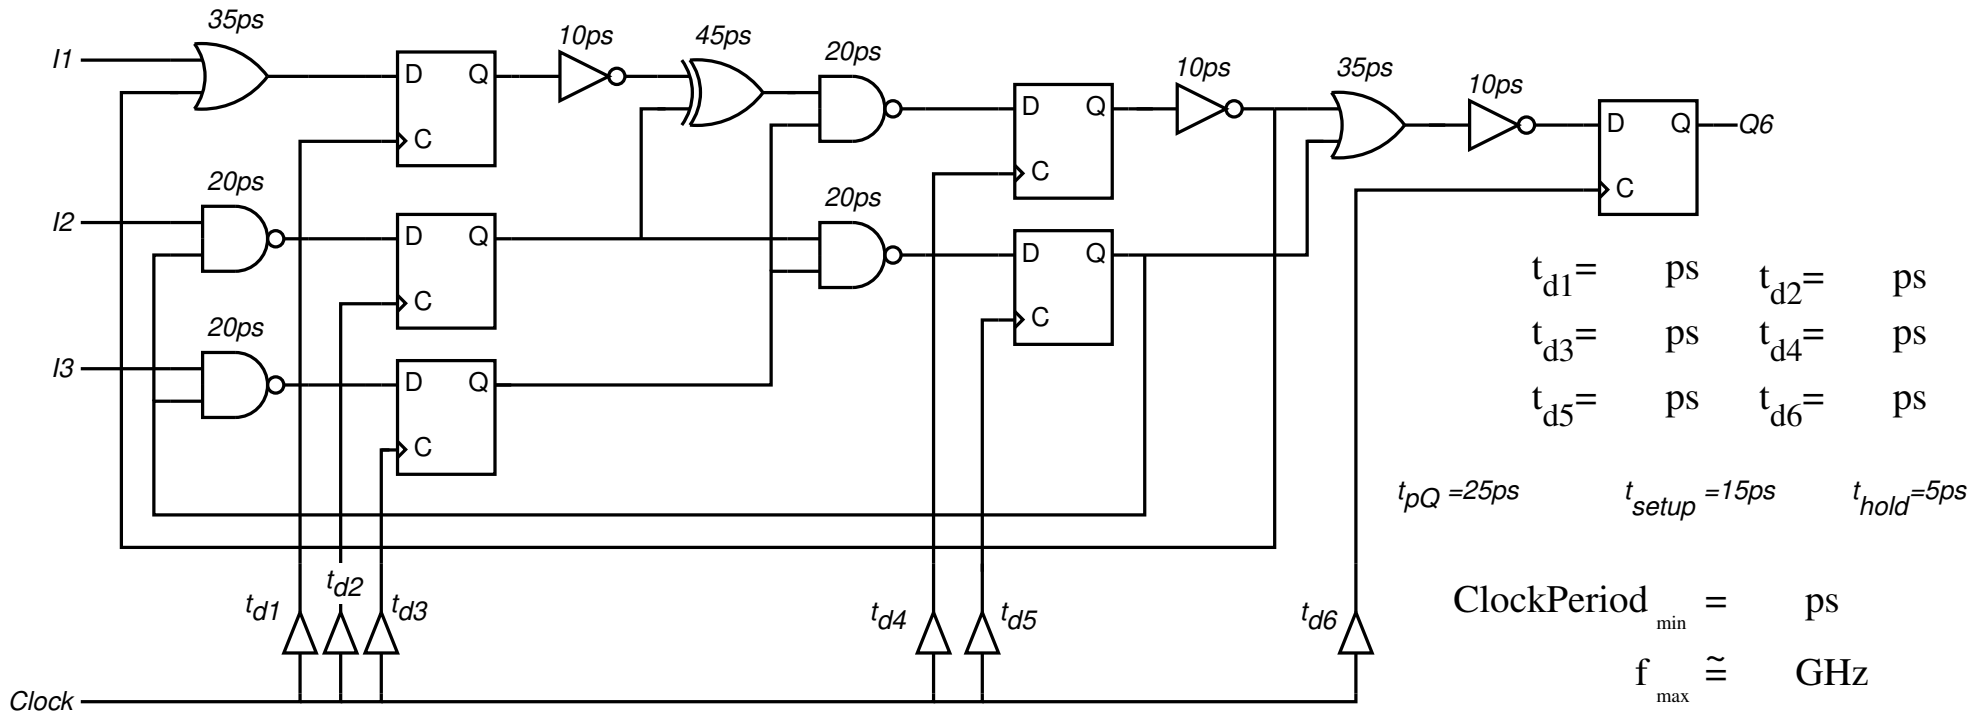 35ps
10ps
45ps
20ps
10ps
35ps
10ps
I1
D Q
C
D Q
C
D Q
C
Q6
20ps
I2
D Q
C
20ps
D Q
C
20ps
I3
D Q
C
t_d1= ps t_d2= ps
t_d3= ps t_d4= ps
t_d5= ps t_d6= ps
t_pQ =25ps t_setup =15ps t_hold=5ps
t_d1
t_d2
t_d3
t_d4
t_d5
t_d6
ClockPeriod_min = ps
f_max ≅ GHz
Clock